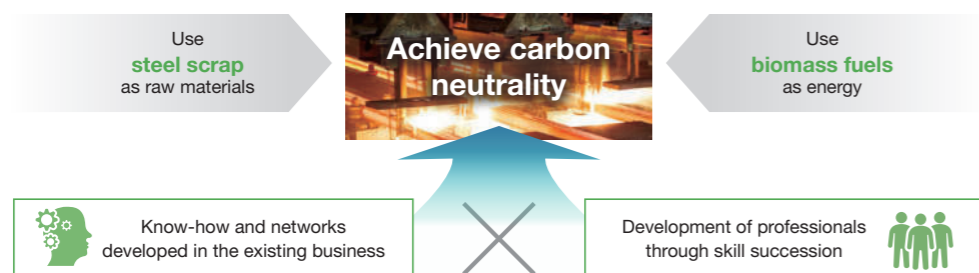 Use
steel scrap
as raw materials
Achieve carbon
neutrality
Use
biomass fuels
as energy
Know-how and networks
developed in the existing business
Development of professionals
through skill succession